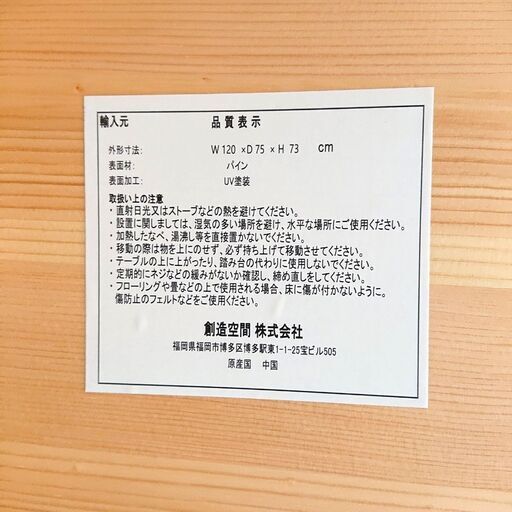 輸入元 品質表示
外形寸法: W 120 ×D 75 × H 73 cm
表面材: パイン
表面加工: UV塗装
取扱い上の注意
・直射日光又はストーブなどの熱を避けてください。
・設置に関しましては、湿気の多い場所を避け、水平な場所にご使用ください。
・加熱したなべ、湯沸し等を直接置かないでください。
・移動の際は物を上にのせず、必ず持ち上げて移動させてください。
・テーブルの上に上がったり、踏み台の代わりに使用しないでください。
・定期的にネジなどの緩みがないか確認し、締め直しをしてください。
・フローリングや畳などの上で使用される場合、床に傷が付かないように。
傷防止のフェルトなどをご使用ください。
創造空間 株式会社
福岡県福岡市博多区博多駅東1-1-25宝ビル505
原産国 中国